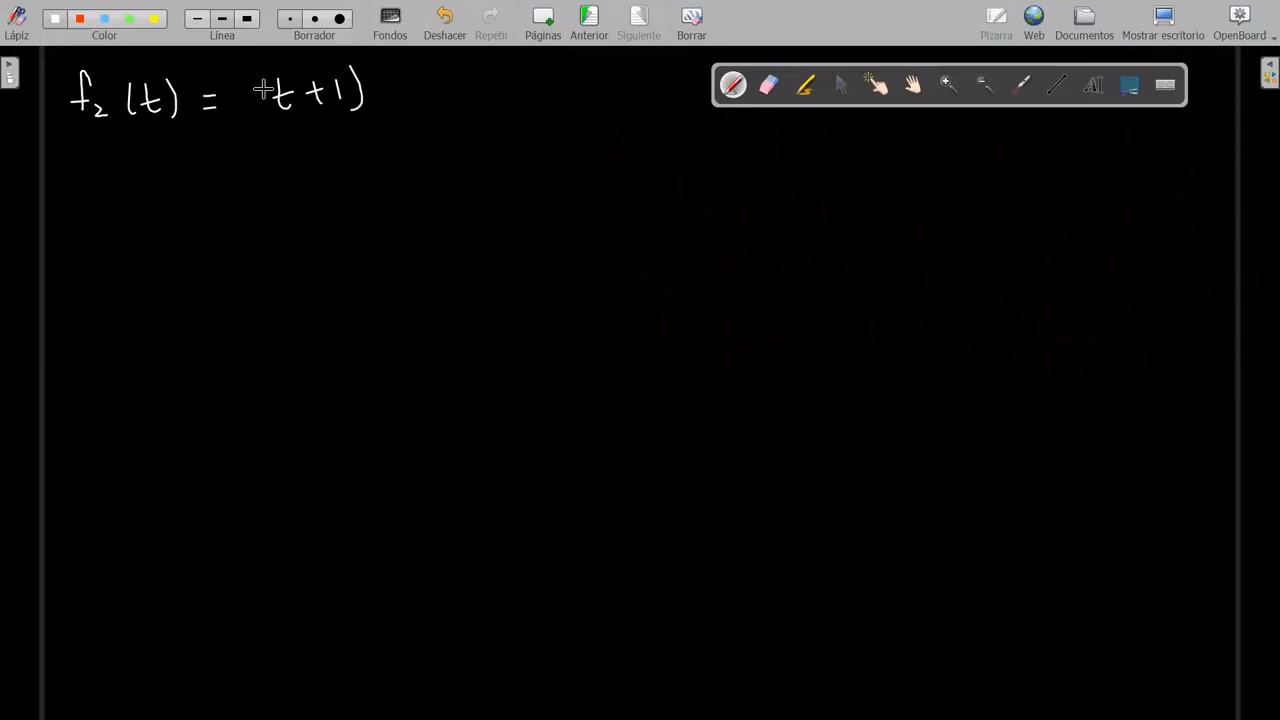 Lápiz Color Línea Borrador Fondos Deshacer Repetir Páginas Anterior Siguiente Borrar Pizarra Web Documentos Mostrar escritorio OpenBoard
f₂(t) = t+1)